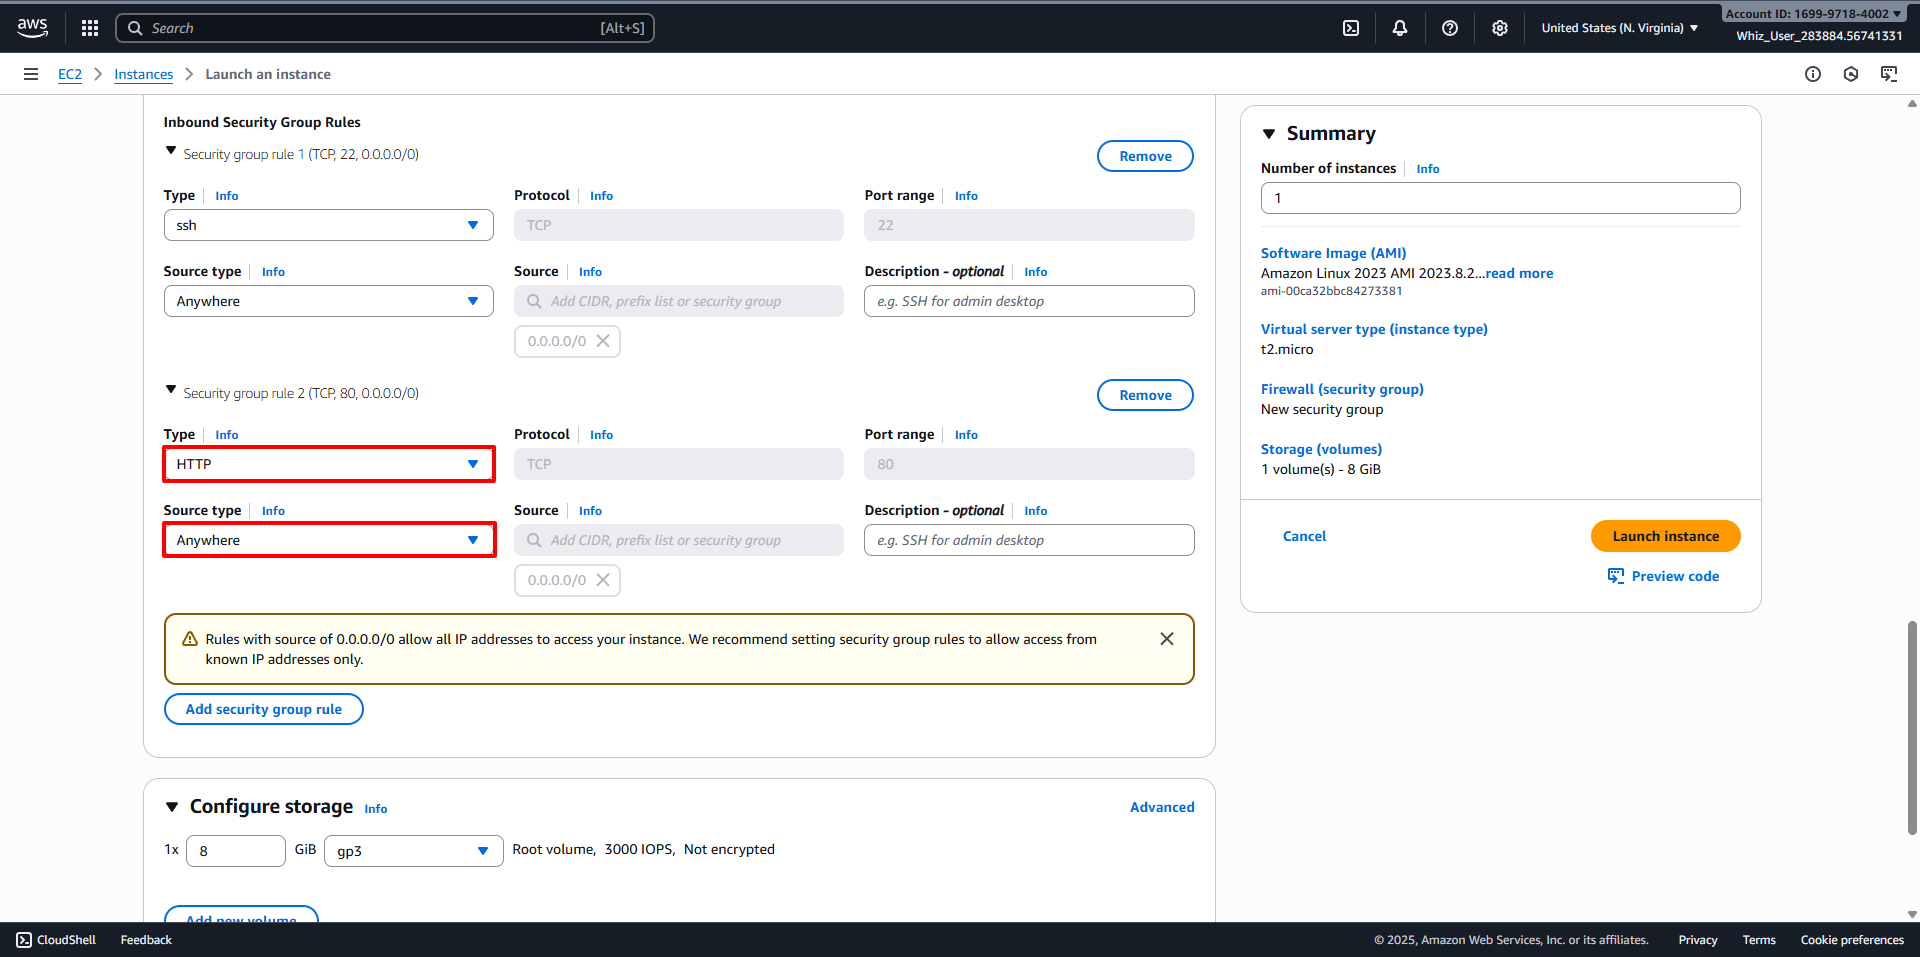 aws
Search [Alt+S]
United States (N. Virginia)
Account ID: 1699-9718-4002
Whiz_User_283884.56741331
EC2 Instances Launch an instance
Inbound Security Group Rules
Security group rule 1 (TCP, 22, 0.0.0.0/0)
Remove
Type Info Protocol Info Port range Info
ssh TCP 22
Source type Info Source Info Description - optional Info
Anywhere Add CIDR, prefix list or security group e.g. SSH for admin desktop
0.0.0.0/0
Security group rule 2 (TCP, 80, 0.0.0.0/0)
Remove
Type Info Protocol Info Port range Info
HTTP TCP 80
Source type Info Source Info Description - optional Info
Anywhere Add CIDR, prefix list or security group e.g. SSH for admin desktop
0.0.0.0/0
Rules with source of 0.0.0.0/0 allow all IP addresses to access your instance. We recommend setting security group rules to allow access from
known IP addresses only.
Add security group rule
Configure storage Info Advanced
1x 8 GiB gp3 Root volume, 3000 IOPS, Not encrypted
Add new volume
Summary
Number of instances Info
1
Software Image (AMI)
Amazon Linux 2023 AMI 2023.8.2...read more
ami-00ca32bbc84273381
Virtual server type (instance type)
t2.micro
Firewall (security group)
New security group
Storage (volumes)
1 volume(s) - 8 GiB
Cancel Launch instance
Preview code
CloudShell Feedback © 2025, Amazon Web Services, Inc. or its affiliates. Privacy Terms Cookie preferences